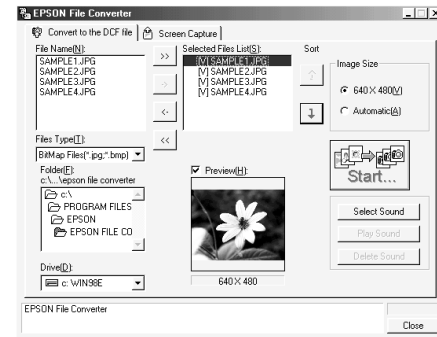 EPSON File Converter
Convert to the DCF file
Screen Capture
File Name(N):
SAMPLE1.JPG
SAMPLE2.JPG
SAMPLE3.JPG
SAMPLE4.JPG
>>
<<
Selected Files List(S):
[V] SAMPLE1.JPG
[V] SAMPLE2.JPG
[V] SAMPLE3.JPG
[V] SAMPLE4.JPG
Sort
Image Size
640 X 480(V)
Automatic(A)
Files Type(T):
BitMap Files(*.jpg;*.bmp)
Folder(F):
c:\...\epson file converter
c:\
PROGRAM FILES
EPSON
EPSON FILE CO
Drive(D):
c: WIN98E
Preview(H):
640 X 480
Start...
Select Sound
Play Sound
Delete Sound
EPSON File Converter
Close